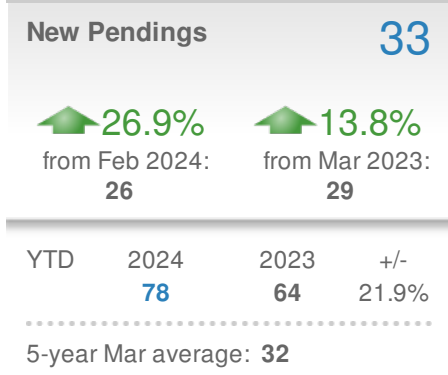 New Pendings 33
26.9% 13.8%
from Feb 2024: from Mar 2023:
26 29
YTD 2024 2023 +/-
78 64 21.9%
5-year Mar average: 32